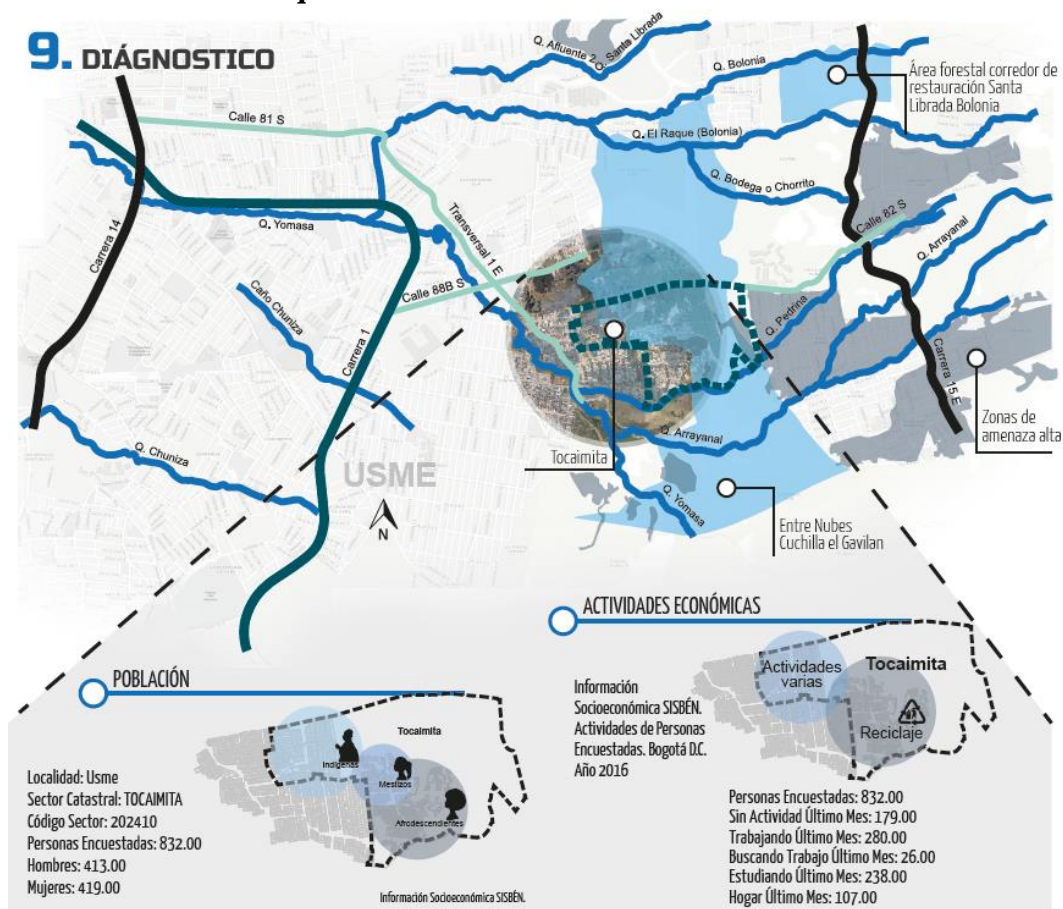 9. DIÁGNOSTICO
Q. Afluente 2
Q. Santa Librada
Q. Bolonia
Área forestal corredor de
restauración Santa
Librada Bolonia
Calle 81 S
Q. El Raque (Bolonia)
Q. Bodega o Chorrito
Carrera 14
Q. Yomasa
Transversal 1 E
Calle 82 S
Q. Arrayanal
Calle 88B S
Caño Chuniza
Carrera 1
Q. Pedrina
Carrera 15 E
Zonas de
amenaza alta
Q. Chuniza
Tocaimita
Q. Arrayanal
USME
N
Q. Yomasa
Entre Nubes
Cuchilla el Gavilan
POBLACIÓN
Tocaimita
Indigenas
Mestizos
Afrodescendientes
Localidad: Usme
Sector Catastral: TOCAIMITA
Código Sector: 202410
Personas Encuestadas: 832.00
Hombres: 413.00
Mujeres: 419.00
Información Socioeconómica SISBÉN.
ACTIVIDADES ECONÓMICAS
Actividades
varias
Tocaimita
Reciclaje
Información
Socioeconómica SISBÉN.
Actividades de Personas
Encuestadas. Bogotá D.C.
Año 2016
Personas Encuestadas: 832.00
Sin Actividad Último Mes: 179.00
Trabajando Último Mes: 280.00
Buscando Trabajo Último Mes: 26.00
Estudiando Último Mes: 238.00
Hogar Último Mes: 107.00